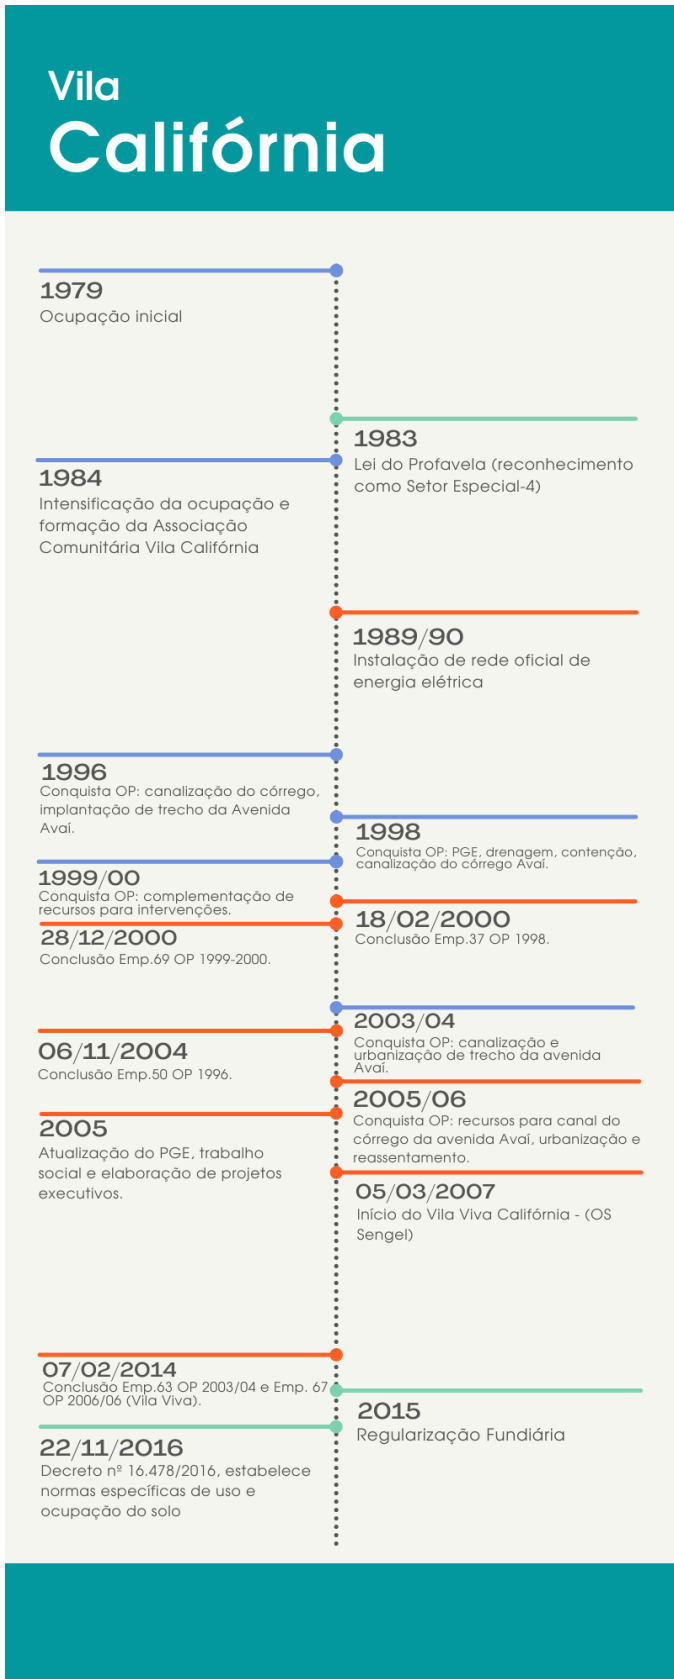 Vila
Califórnia
1979
Ocupação inicial
1983
Lei do Profavela (reconhecimento
como Setor Especial-4)
1984
Intensificação da ocupação e
formação da Associação
Comunitária Vila Califórnia
1989/90
Instalação de rede oficial de
energia elétrica
1996
Conquista OP: canalização do córrego,
implantação de trecho da Avenida
Avaí.
1998
Conquista OP: PGE, drenagem, contenção,
canalização do córrego Avaí.
1999/00
Conquista OP: complementação de
recursos para intervenções.
18/02/2000
Conclusão Emp.37 OP 1998.
28/12/2000
Conclusão Emp.69 OP 1999-2000.
2003/04
Conquista OP: canalização e
urbanização de trecho da avenida
Avaí.
06/11/2004
Conclusão Emp.50 OP 1996.
2005/06
Conquista OP: recursos para canal do
córrego da avenida Avaí, urbanização e
reassentamento.
2005
Atualização do PGE, trabalho
social e elaboração de projetos
executivos.
05/03/2007
Início do Vila Viva Califórnia - (OS
Sengel)
07/02/2014
Conclusão Emp.63 OP 2003/04 e Emp. 67
OP 2006/06 (Vila Viva).
2015
Regularização Fundiária
22/11/2016
Decreto nº 16.478/2016, estabelece
normas específicas de uso e
ocupação do solo